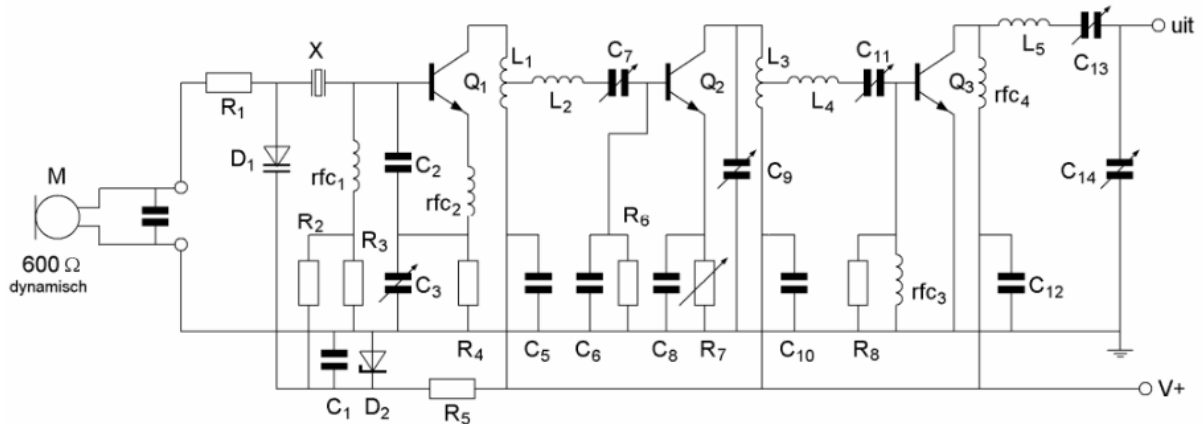 L₅
C₁₃
uit
X
L₁
C₇
L₃
C₁₁
Q₁
Q₂
Q₃
rfc₄
R₁
L₂
L₄
D₁
M
rfc₁
C₂
rfc₂
C₉
C₁₄
R₂
R₃
R₆
600 Ω
dynamisch
C₃
rfc₃
C₁₂
R₄
C₅
C₆
C₈
R₇
C₁₀
R₈
C₁
D₂
R₅
V+